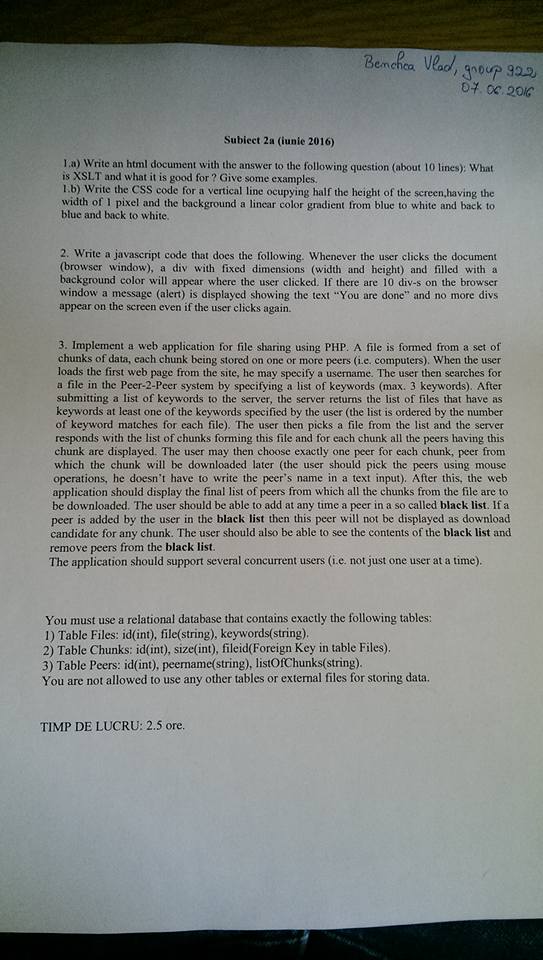 Benchea Vlad, group 922
07.06.2016
Subiect 2a (iunie 2016)
1.a) Write an html document with the answer to the following question (about 10 lines): What
is XSLT and what it is good for ? Give some examples.
1.b) Write the CSS code for a vertical line ocupying half the height of the screen,having the
width of 1 pixel and the background a linear color gradient from blue to white and back to
blue and back to white.
2. Write a javascript code that does the following. Whenever the user clicks the document
(browser window), a div with fixed dimensions (width and height) and filled with a
background color will appear where the user clicked. If there are 10 div-s on the browser
window a message (alert) is displayed showing the text “You are done” and no more divs
appear on the screen even if the user clicks again.
3. Implement a web application for file sharing using PHP. A file is formed from a set of
chunks of data, each chunk being stored on one or more peers (i.e. computers). When the user
loads the first web page from the site, he may specify a username. The user then searches for
a file in the Peer-2-Peer system by specifying a list of keywords (max. 3 keywords). After
submitting a list of keywords to the server, the server returns the list of files that have as
keywords at least one of the keywords specified by the user (the list is ordered by the number
of keyword matches for each file). The user then picks a file from the list and the server
responds with the list of chunks forming this file and for each chunk all the peers having this
chunk are displayed. The user may then choose exactly one peer for each chunk, peer from
which the chunk will be downloaded later (the user should pick the peers using mouse
operations, he doesn’t have to write the peer’s name in a text input). After this, the web
application should display the final list of peers from which all the chunks from the file are to
be downloaded. The user should be able to add at any time a peer in a so called black list. If a
peer is added by the user in the black list then this peer will not be displayed as download
candidate for any chunk. The user should also be able to see the contents of the black list and
remove peers from the black list.
The application should support several concurrent users (i.e. not just one user at a time).
You must use a relational database that contains exactly the following tables:
1) Table Files: id(int), file(string), keywords(string).
2) Table Chunks: id(int), size(int), fileid(Foreign Key in table Files).
3) Table Peers: id(int), peername(string), listOfChunks(string).
You are not allowed to use any other tables or external files for storing data.
TIMP DE LUCRU: 2.5 ore.